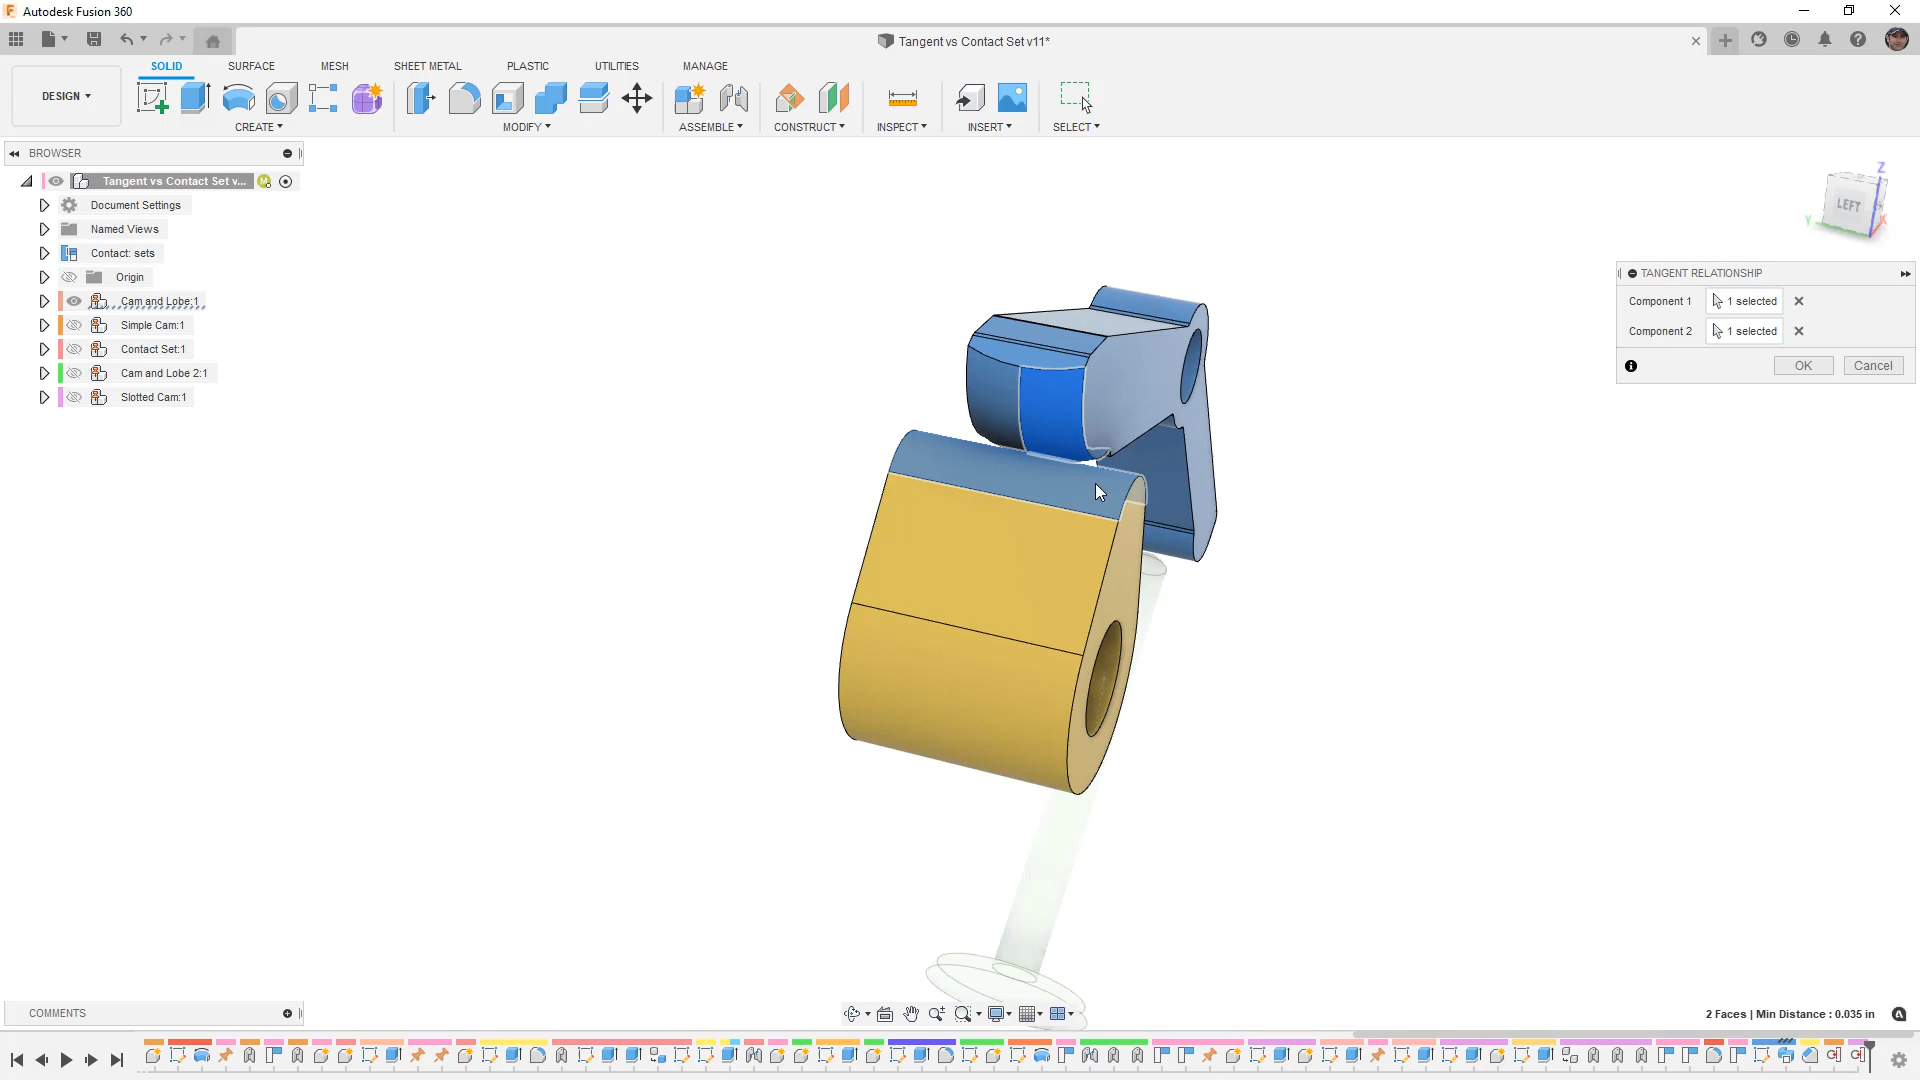 Autodesk Fusion 360
Tangent vs Contact Set v11*
DESIGN
SOLID
SURFACE
MESH
SHEET METAL
PLASTIC
UTILITIES
MANAGE
CREATE
MODIFY
ASSEMBLE
CONSTRUCT
INSPECT
INSERT
SELECT
BROWSER
Tangent vs Contact Set v...
Document Settings
Named Views
Contact: sets
Origin
Cam and Lobe:1
Simple Cam:1
Contact Set:1
Cam and Lobe 2:1
Slotted Cam:1
Z
LEFT
Y
X
TANGENT RELATIONSHIP
Component 1 1 selected
Component 2 1 selected
OK Cancel
COMMENTS
2 Faces | Min Distance : 0.035 in